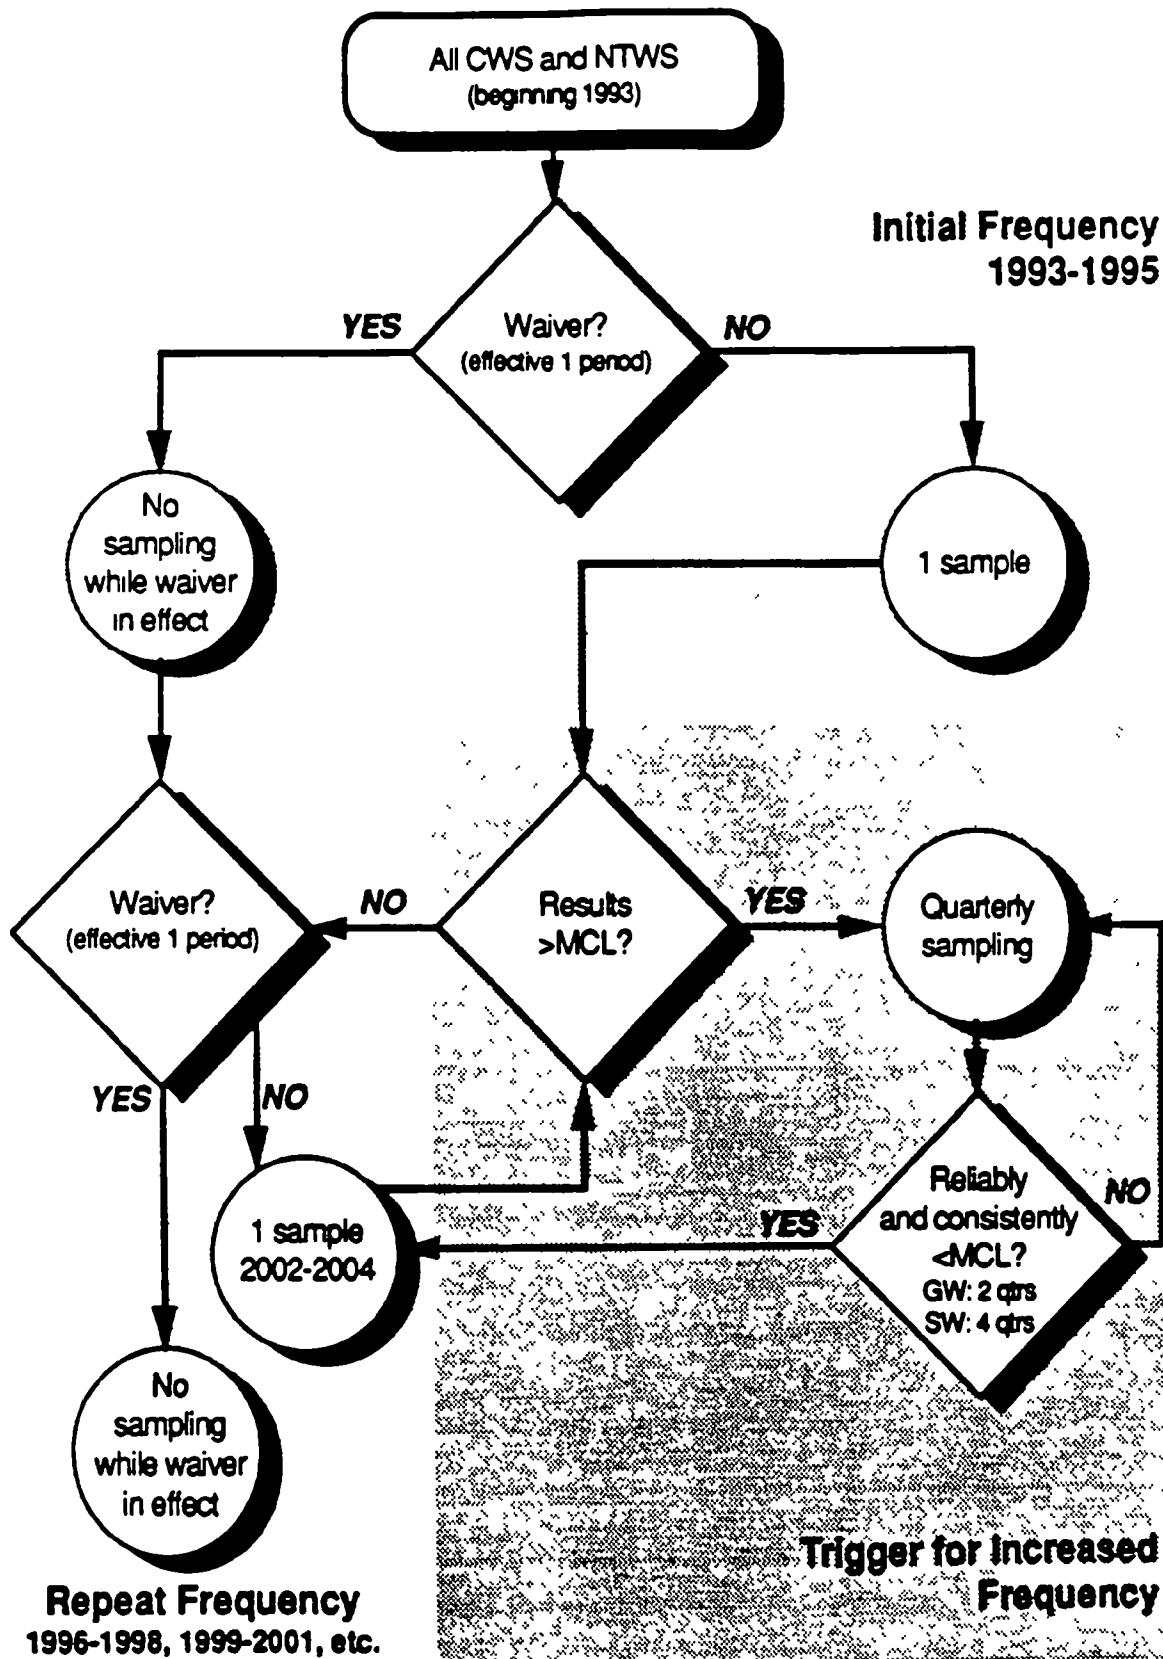 All CWS and NTWS
(beginning 1993)
Initial Frequency
1993-1995
YES
Waiver?
(effective 1 period)
NO
No
sampling
while waiver
in effect
1 sample
Waiver?
(effective 1 period)
NO
Results
>MCL?
YES
Quarterly
sampling
YES
NO
1 sample
2002-2004
YES
Reliably
and consistently
<MCL?
GW: 2 qtrs
SW: 4 qtrs
NO
No
sampling
while waiver
in effect
Trigger for Increased
Frequency
Repeat Frequency
1996-1998, 1999-2001, etc.